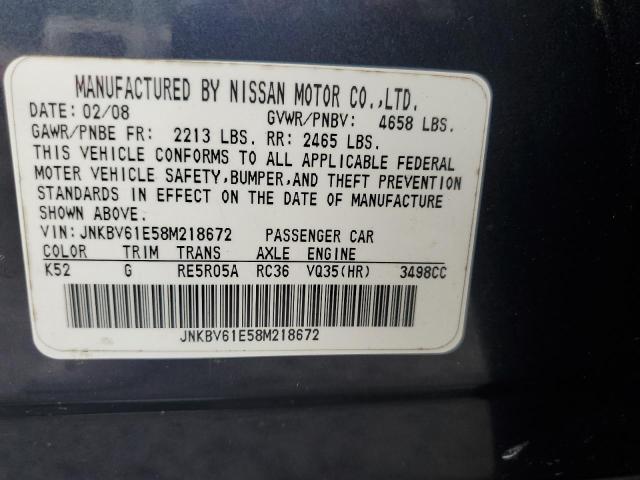 MANUFACTURED BY NISSAN MOTOR CO.,LTD.
DATE: 02/08 GVWR/PNBV: 4658 LBS.
GAWR/PNBE FR: 2213 LBS. RR: 2465 LBS.
THIS VEHICLE CONFORMS TO ALL APPLICABLE FEDERAL
MOTER VEHICLE SAFETY,BUMPER,AND THEFT PREVENTION
STANDARDS IN EFFECT ON THE DATE OF MANUFACTURE
SHOWN ABOVE.
VIN: JNKBV61E58M218672 PASSENGER CAR
COLOR TRIM TRANS AXLE ENGINE
K52 G RE5R05A RC36 VQ35(HR) 3498CC
JNKBV61E58M218672